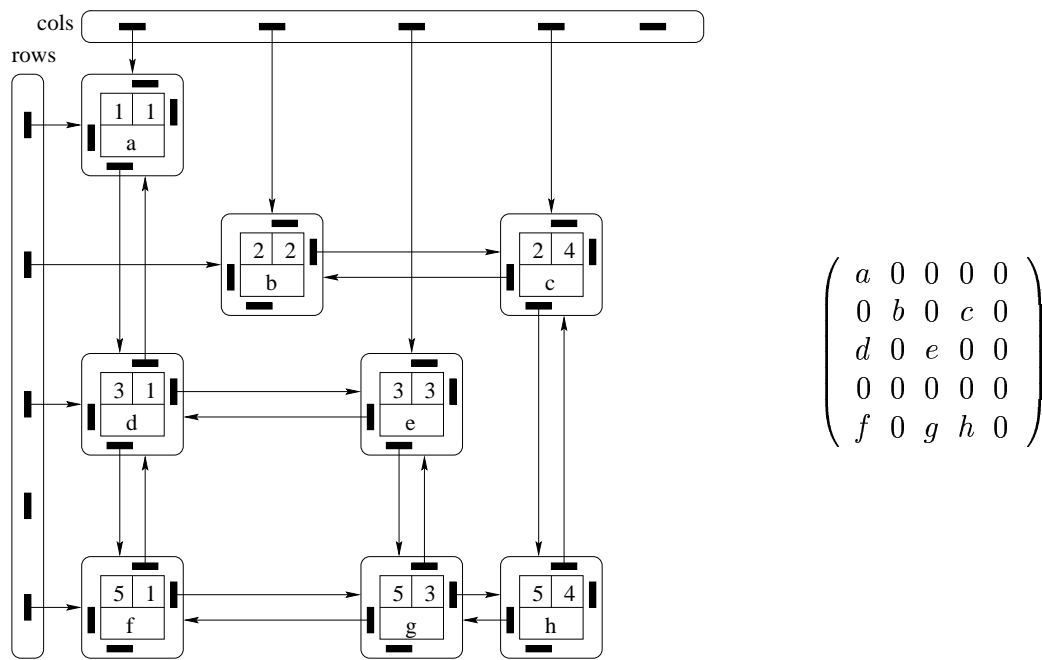 cols
rows
1 1
a
2 2
b
2 4
c
3 1
d
3 3
e
5 1
f
5 3
g
5 4
h
a 0 0 0 0
0 b 0 c 0
d 0 e 0 0
0 0 0 0 0
f 0 g h 0